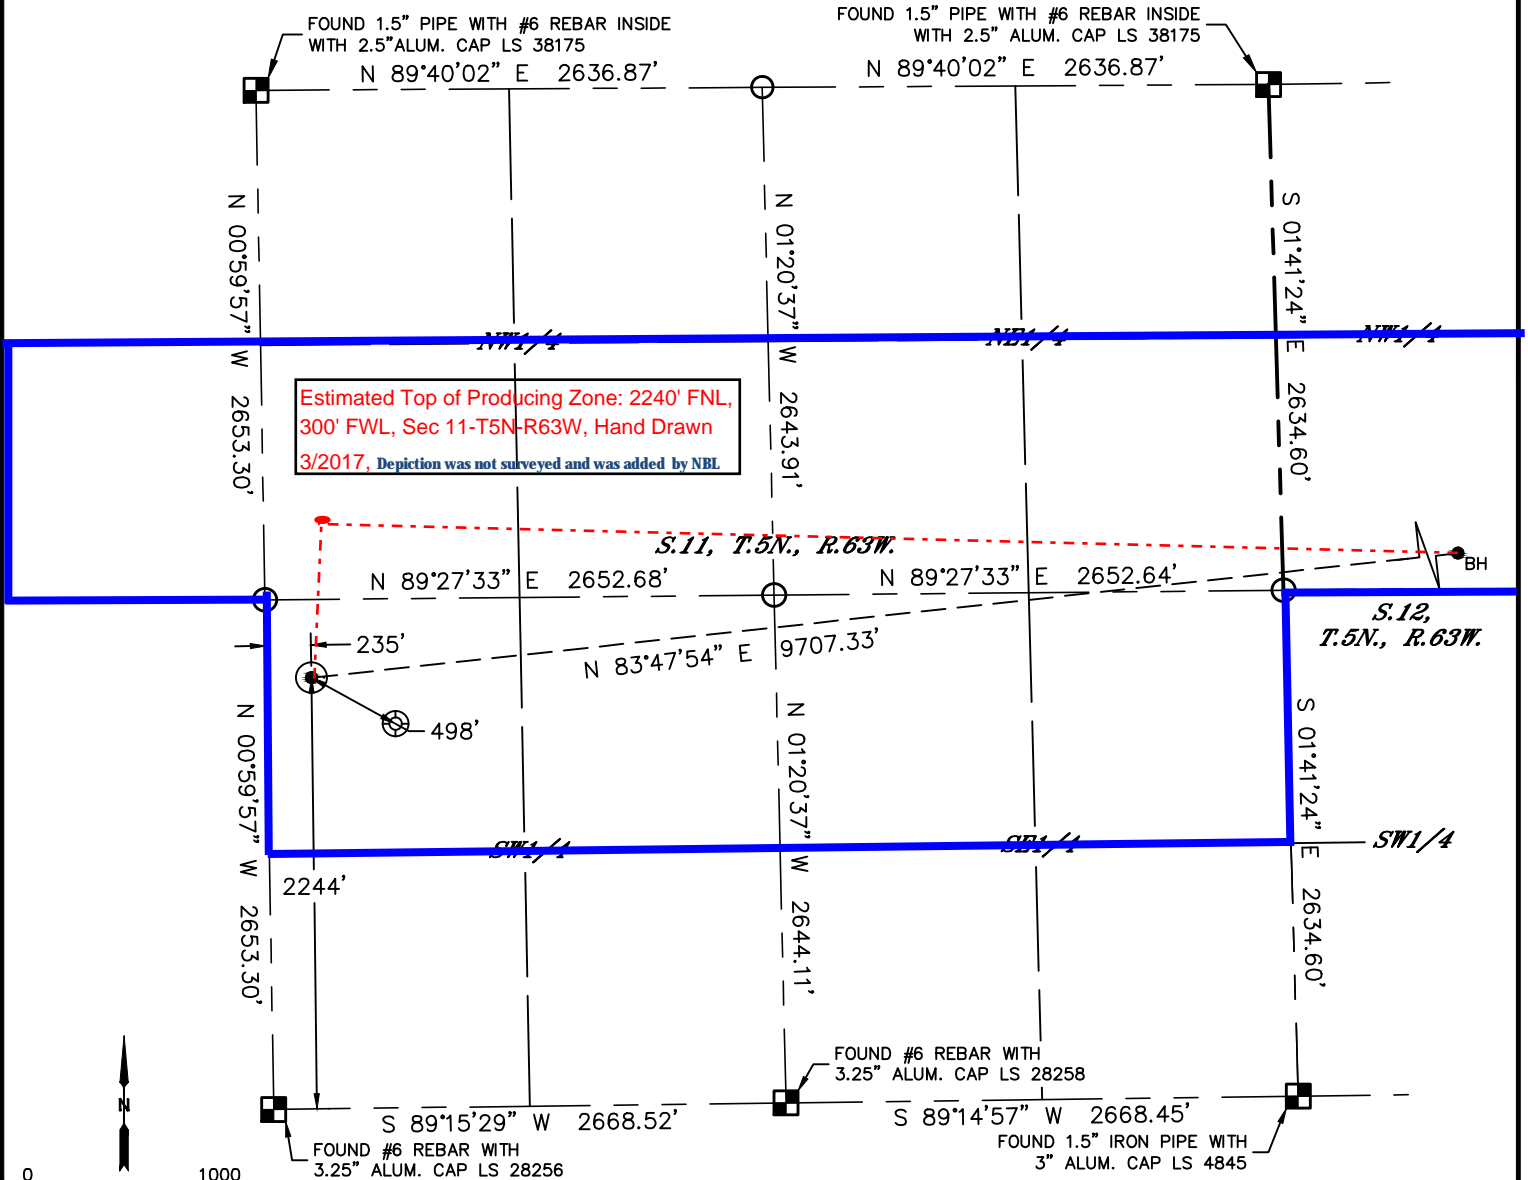 FOUND 1.5" PIPE WITH #6 REBAR INSIDE
WITH 2.5"ALUM. CAP LS 38175
FOUND 1.5" PIPE WITH #6 REBAR INSIDE
WITH 2.5" ALUM. CAP LS 38175
N 89°40'02" E 2636.87'
N 89°40'02" E 2636.87'
N 00°59'57" W 2653.30'
N 01°20'37" W 2643.91'
S 01°41'24" E 2634.60'
NW1/4
NE1/4
NW1/4
Estimated Top of Producing Zone: 2240' FNL,
300' FWL, Sec 11-T5N-R63W, Hand Drawn
3/2017, Depiction was not surveyed and was added by NBL
S.11, T.5N., R.63W.
BH
N 89°27'33" E 2652.68'
N 89°27'33" E 2652.64'
S.12,
T.5N., R.63W.
235'
N 83°47'54" E 9707.33'
498'
N 00°59'57" W 2653.30'
N 01°20'37" W 2644.11'
S 01°41'24" E 2634.60'
SW1/4
SE1/4
SW1/4
2244'
FOUND #6 REBAR WITH
3.25" ALUM. CAP LS 28258
N
S 89°15'29" W 2668.52'
S 89°14'57" W 2668.45'
FOUND #6 REBAR WITH
3.25" ALUM. CAP LS 28256
FOUND 1.5" IRON PIPE WITH
3" ALUM. CAP LS 4845
0 1000